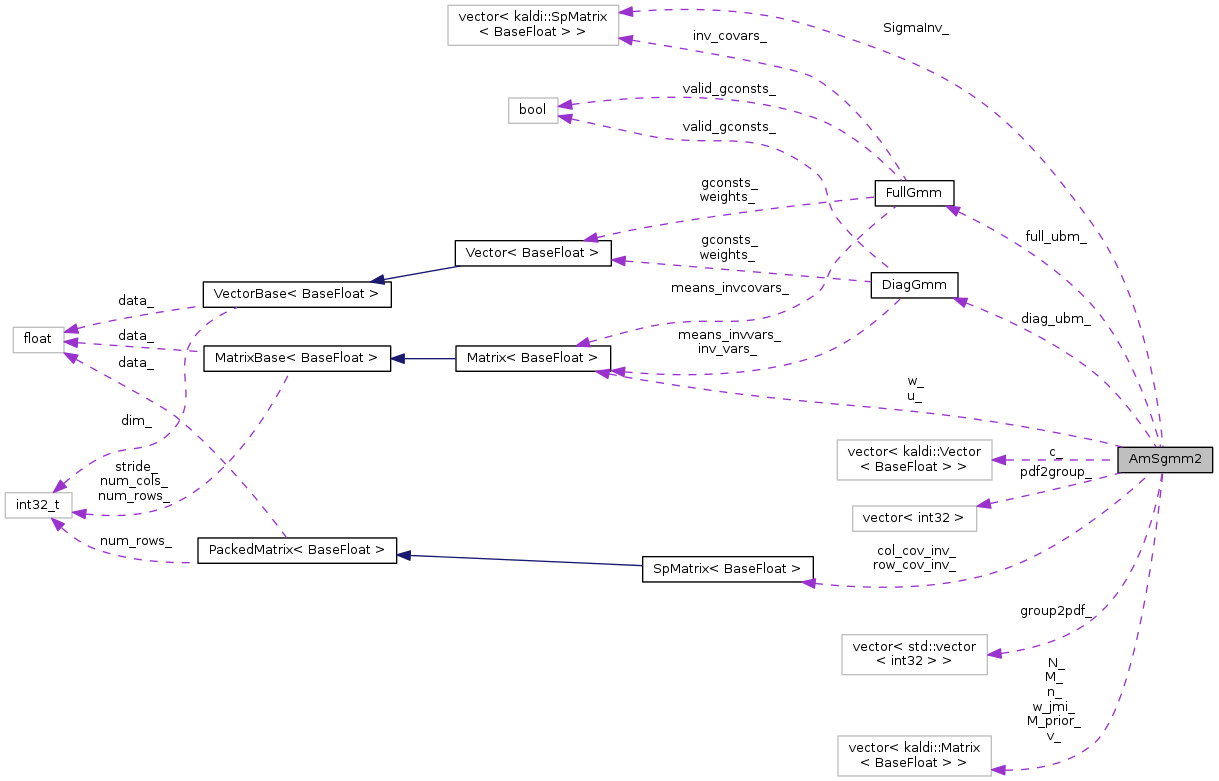 vector< kaldi::SpMatrix
< BaseFloat > >
SigmaInv_
inv_covars_
bool
valid_gconsts_
valid_gconsts_
FullGmm
gconsts_
weights_
full_ubm_
Vector< BaseFloat >
gconsts_
weights_
DiagGmm
VectorBase< BaseFloat >
means_invcovars_
data_
float
data_
data_
diag_ubm_
means_invvars_
inv_vars_
MatrixBase< BaseFloat >
Matrix< BaseFloat >
w_
u_
dim_
vector< kaldi::Vector
< BaseFloat > >
c_
AmSgmm2
pdf2group_
stride_
num_cols_
num_rows_
int32_t
vector< int32 >
num_rows_
PackedMatrix< BaseFloat >
SpMatrix< BaseFloat >
col_cov_inv_
row_cov_inv_
group2pdf_
vector< std::vector
< int32 > >
N_
M_
n_
w_jmi_
M_prior_
v_
vector< kaldi::Matrix
< BaseFloat > >